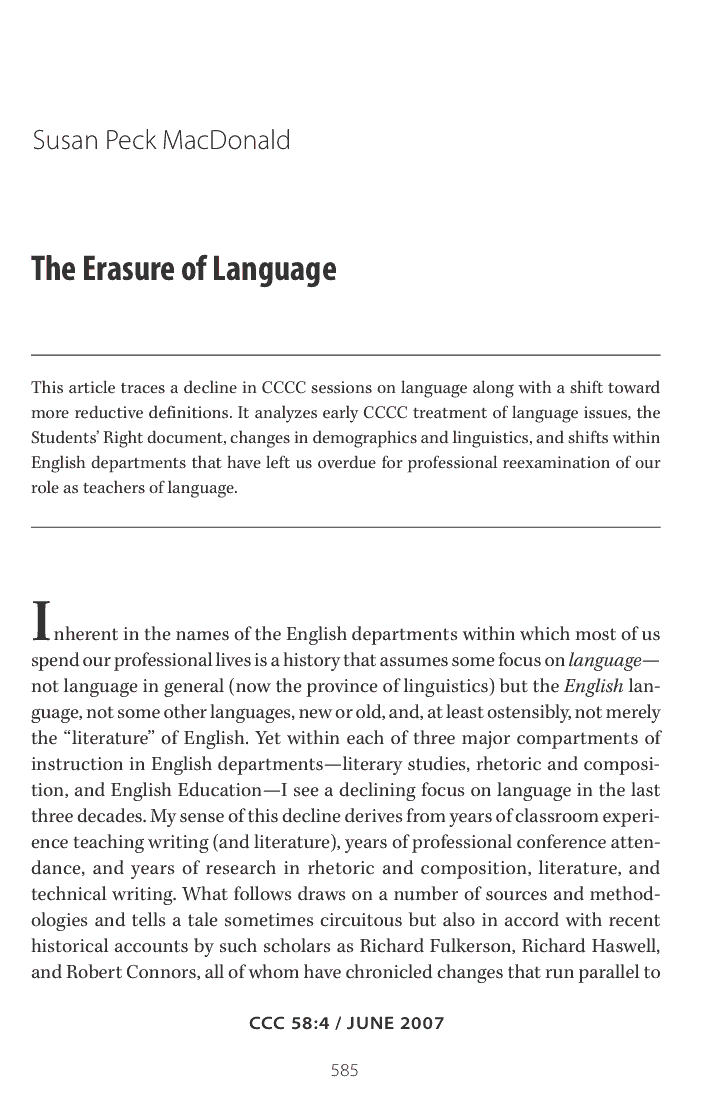 Susan Peck MacDonald
The Erasure of Language
This article traces a decline in CCCC sessions on language along with a shift toward
more reductive definitions. It analyzes early CCCC treatment of language issues, the
Students’ Right document, changes in demographics and linguistics, and shifts within
English departments that have left us overdue for professional reexamination of our
role as teachers of language.
Inherent in the names of the English departments within which most of us
spend our professional lives is a history that assumes some focus on language—
not language in general (now the province of linguistics) but the English lan-
guage, not some other languages, new or old, and, at least ostensibly, not merely
the “literature” of English. Yet within each of three major compartments of
instruction in English departments—literary studies, rhetoric and composi-
tion, and English Education—I see a declining focus on language in the last
three decades. My sense of this decline derives from years of classroom experi-
ence teaching writing (and literature), years of professional conference atten-
dance, and years of research in rhetoric and composition, literature, and
technical writing. What follows draws on a number of sources and method-
ologies and tells a tale sometimes circuitous but also in accord with recent
historical accounts by such scholars as Richard Fulkerson, Richard Haswell,
and Robert Connors, all of whom have chronicled changes that run parallel to
CCC 58:4 / JUNE 2007
585